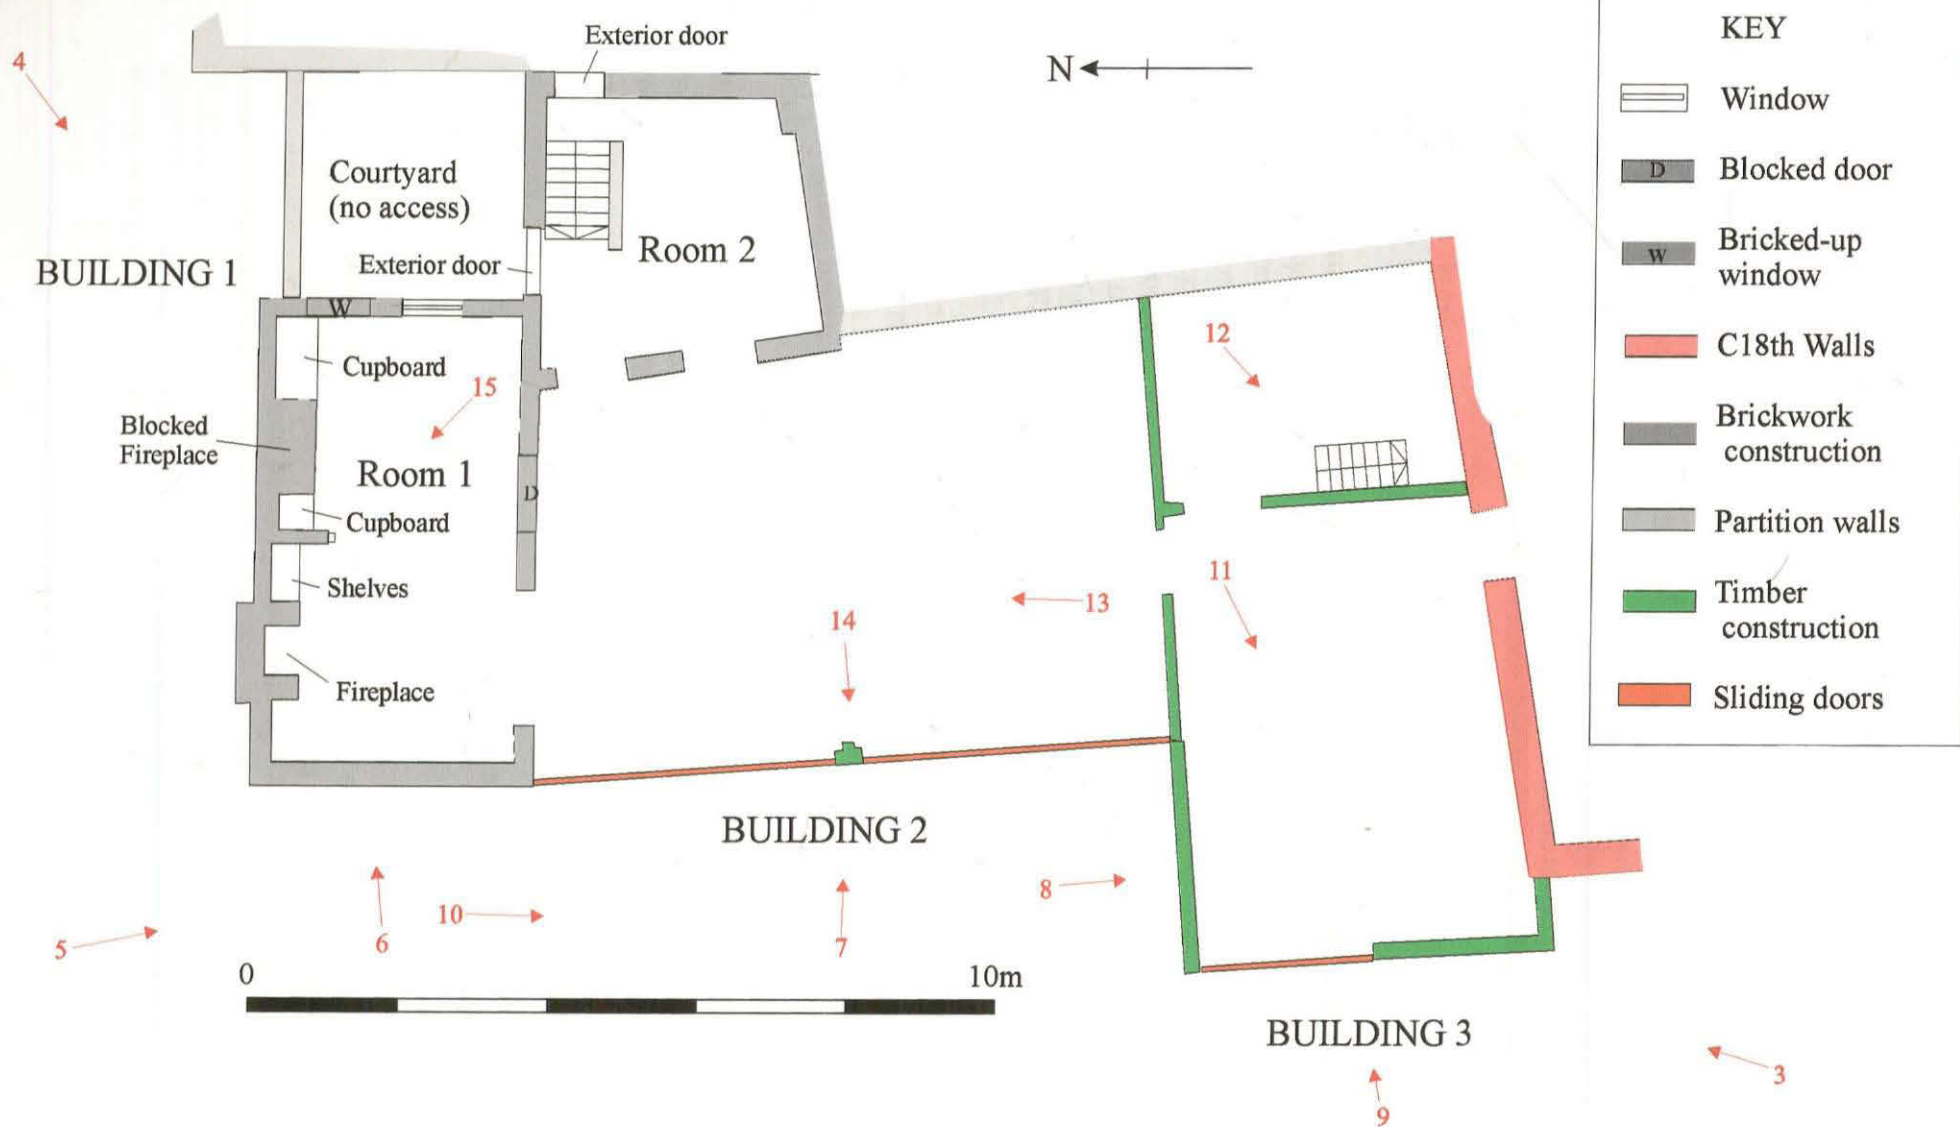 Exterior door
4
N
Courtyard
(no access)
Room 2
BUILDING 1
Exterior door
W
Cupboard
15
12
Blocked
Fireplace
Room 1
D
Cupboard
Shelves
11
13
14
Fireplace
BUILDING 2
8
10
5
6
7
0
10m
BUILDING 3
3
9
KEY
Window
D
Blocked door
W
Bricked-up
window
C18th Walls
Brickwork
construction
Partition walls
Timber
construction
Sliding doors